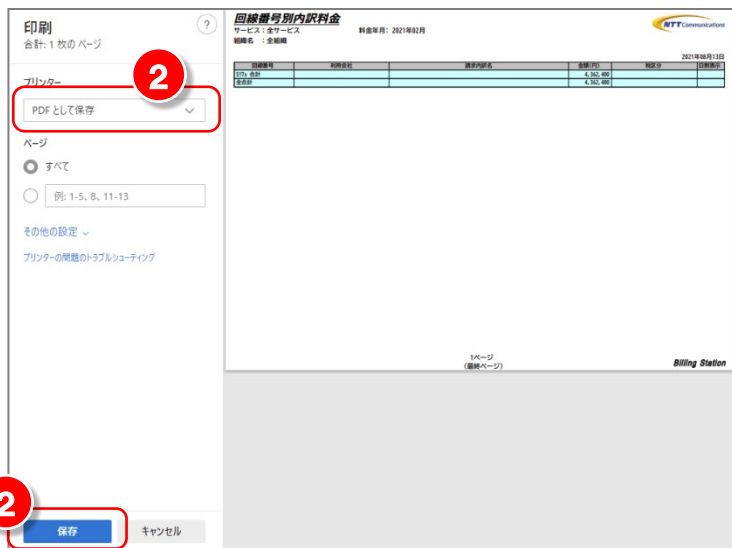 印刷
合計: 1 枚のページ
?
プリンター
2
PDF として保存
ページ
すべて
例: 1-5、8、11-13
その他の設定
プリンターの問題のトラブルシューティング
2
保存
キャンセル
回線番号別内訳料金
サービス：全サービス 料金年月： 2021年02月
組織名 ：全組織
NTT Communications
2021年08月13日
回線番号 利用会社 請求内訳名 金額(円) 税区分 日割表示
517a 合計 4,362,400
全合計 4,362,400
1ページ
(最終ページ)
Billing Station